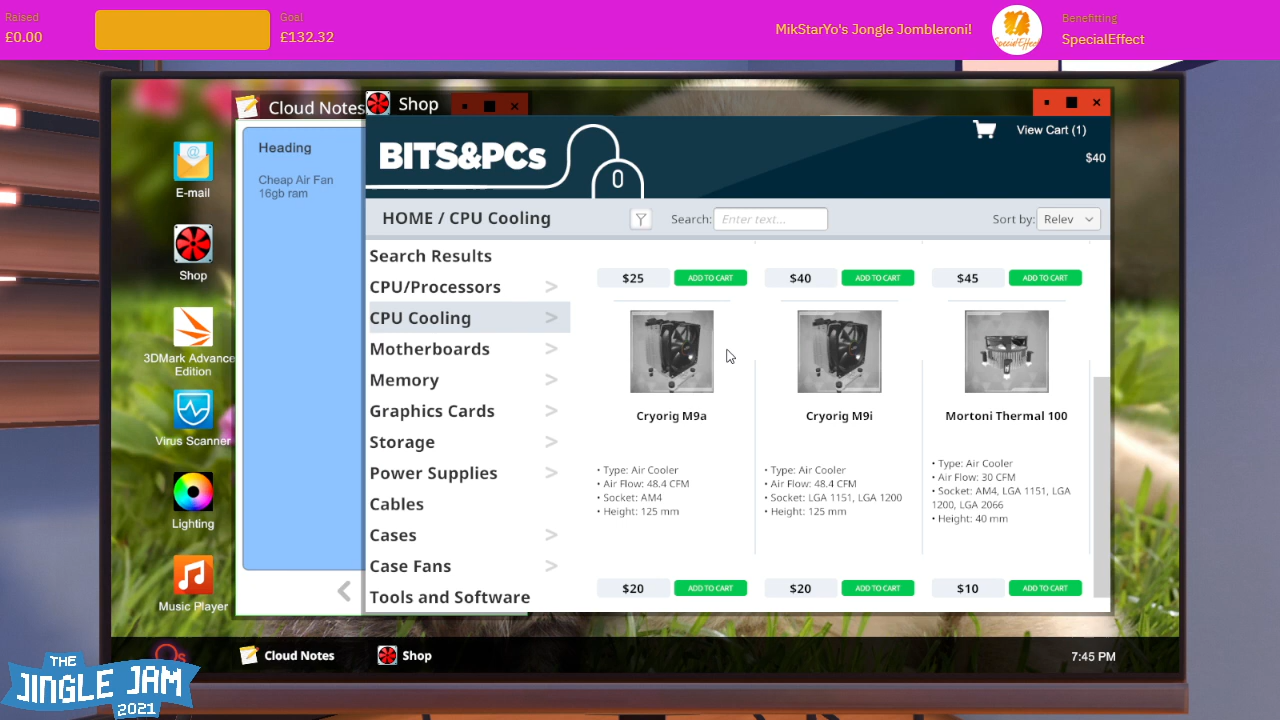 Raised
£0.00
Goal
£132.32
MikStarYo's Jongle Jombleroni!
SpecialEffect
Benefitting
SpecialEffect
Cloud Notes
Shop
BITS&PCs
View Cart (1)
$40
Heading
Cheap Air Fan
16gb ram
E-mail
Shop
3DMark Advance
Edition
Virus Scanner
Lighting
Music Player
HOME / CPU Cooling
Search:
Enter text...
Sort by:
Relev
Search Results
CPU/Processors >
CPU Cooling >
Motherboards >
Memory >
Graphics Cards >
Storage >
Power Supplies >
Cables
Cases >
Case Fans >
Tools and Software
$25
ADD TO CART
$40
ADD TO CART
$45
ADD TO CART
Cryorig M9a
• Type: Air Cooler
• Air Flow: 48.4 CFM
• Socket: AM4
• Height: 125 mm
$20
ADD TO CART
Cryorig M9i
• Type: Air Cooler
• Air Flow: 48.4 CFM
• Socket: LGA 1151, LGA 1200
• Height: 125 mm
$20
ADD TO CART
Mortoni Thermal 100
• Type: Air Cooler
• Air Flow: 30 CFM
• Socket: AM4, LGA 1151, LGA
1200, LGA 2066
• Height: 40 mm
$10
ADD TO CART
Cloud Notes
Shop
7:45 PM
THE
JINGLE JAM
2021